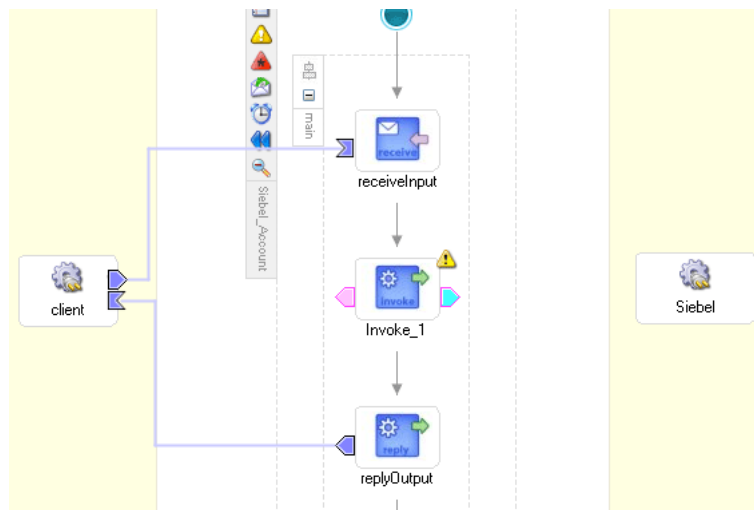 main
receive
receiveInput
Siebel_Account
client
invoke
Invoke_1
Siebel
reply
replyOutput